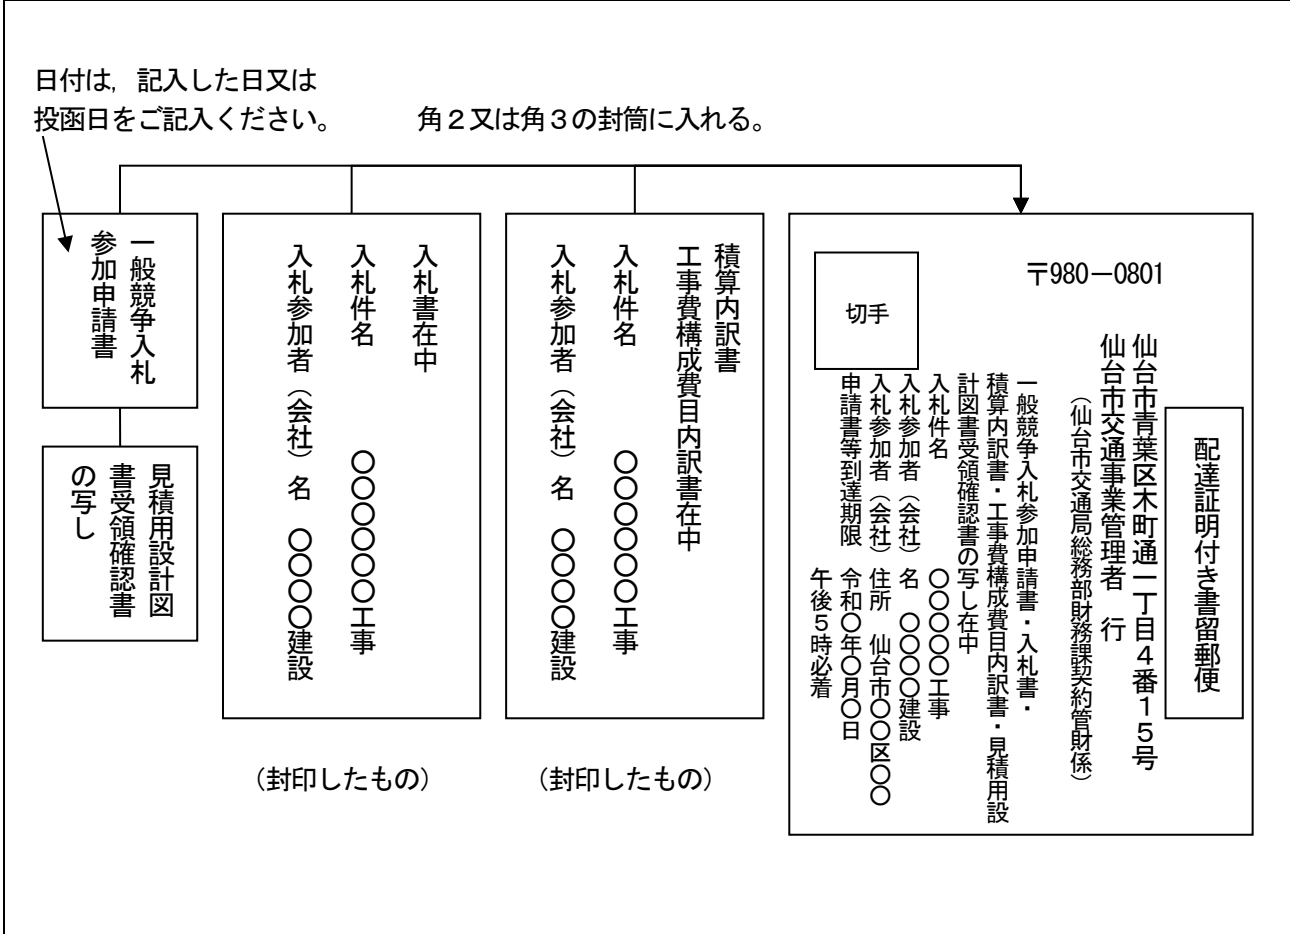 日付は，記入した日又は
投函日をご記入ください。
角２又は角３の封筒に入れる。
一般競争入札
参加申請書
見積用設計図
書受領確認書
の写し
入札書在中
入札件名　〇〇〇〇〇〇工事
入札参加者（会社）名　〇〇〇〇建設
（封印したもの）
積算内訳書
工事費構成費目内訳書在中
入札件名　〇〇〇〇〇〇工事
入札参加者（会社）名　〇〇〇〇建設
（封印したもの）
切手
〒980－0801
配達証明付き書留郵便
仙台市青葉区木町通一丁目４番１５号
仙台市交通事業管理者　行
（仙台市交通局総務部財務課契約管財係）
一般競争入札参加申請書・入札書・
積算内訳書・工事費構成費目内訳書・見積用設
計図書受領確認書の写し在中
入札件名　〇〇〇〇〇工事
入札参加者（会社）名　〇〇〇〇建設
入札参加者（会社）住所　仙台市〇〇区〇〇
申請書等到達期限　令和〇年〇月〇日
午後５時必着